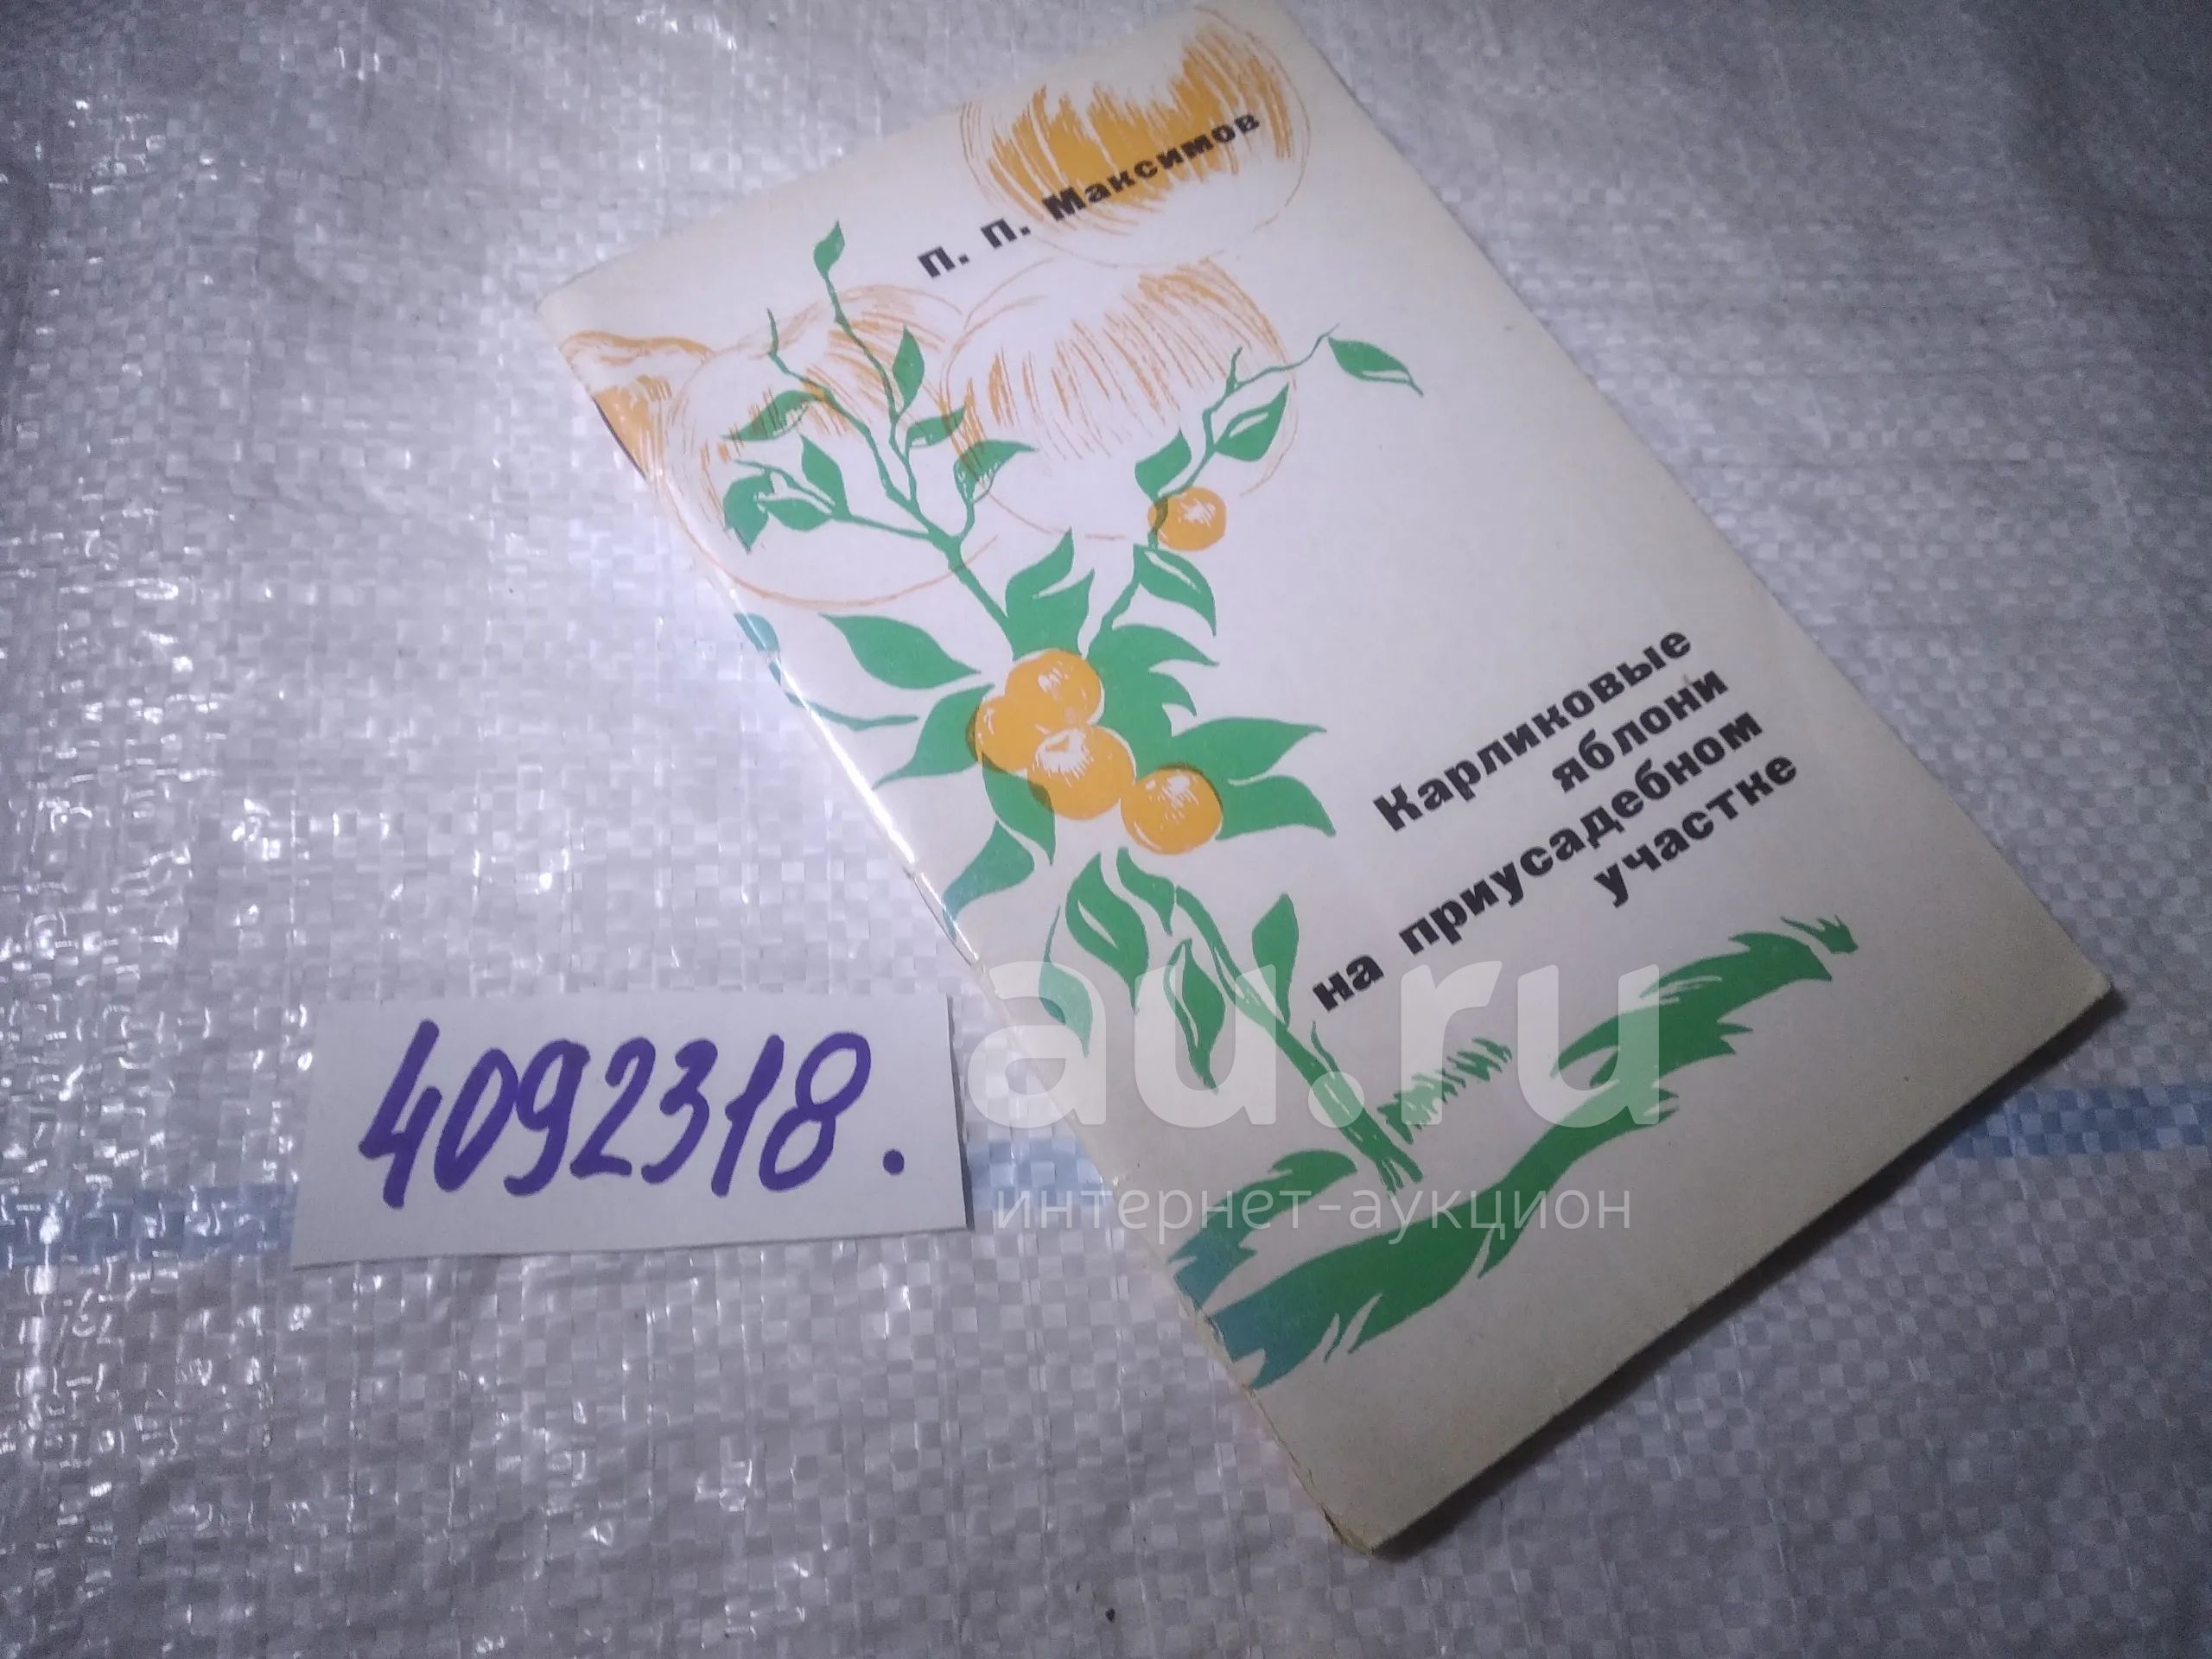 П. П. Максимов
Карликовые
яблони
на приусадебном
участке
4092318.
au.ru
интернет-аукцион